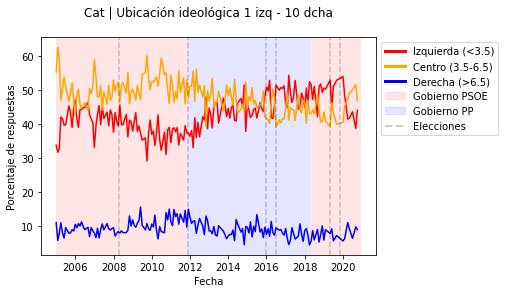 Cat | Ubicación ideológica 1 izq - 10 dcha
Porcentaje de respuestas
60
50
40
30
20
10
2006 2008 2010 2012 2014 2016 2018 2020
Fecha
Izquierda (<3.5)
Centro (3.5-6.5)
Derecha (>6.5)
Gobierno PSOE
Gobierno PP
Elecciones